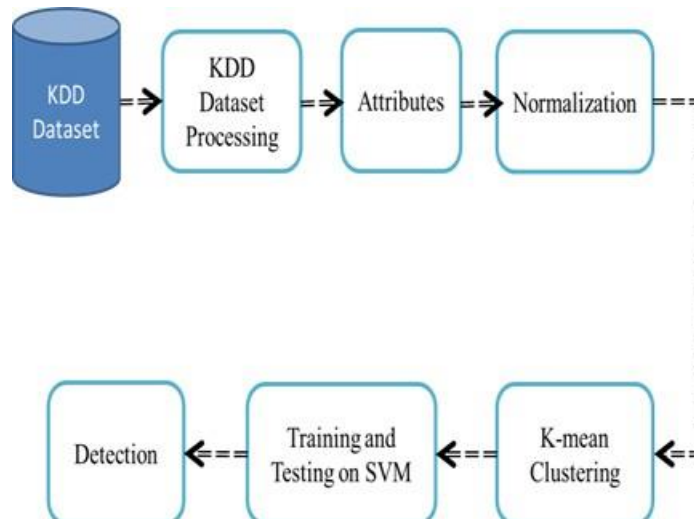 KDD
Dataset
KDD
Dataset
Processing
Attributes
Normalization
Detection
Training and
Testing on SVM
K-mean
Clustering